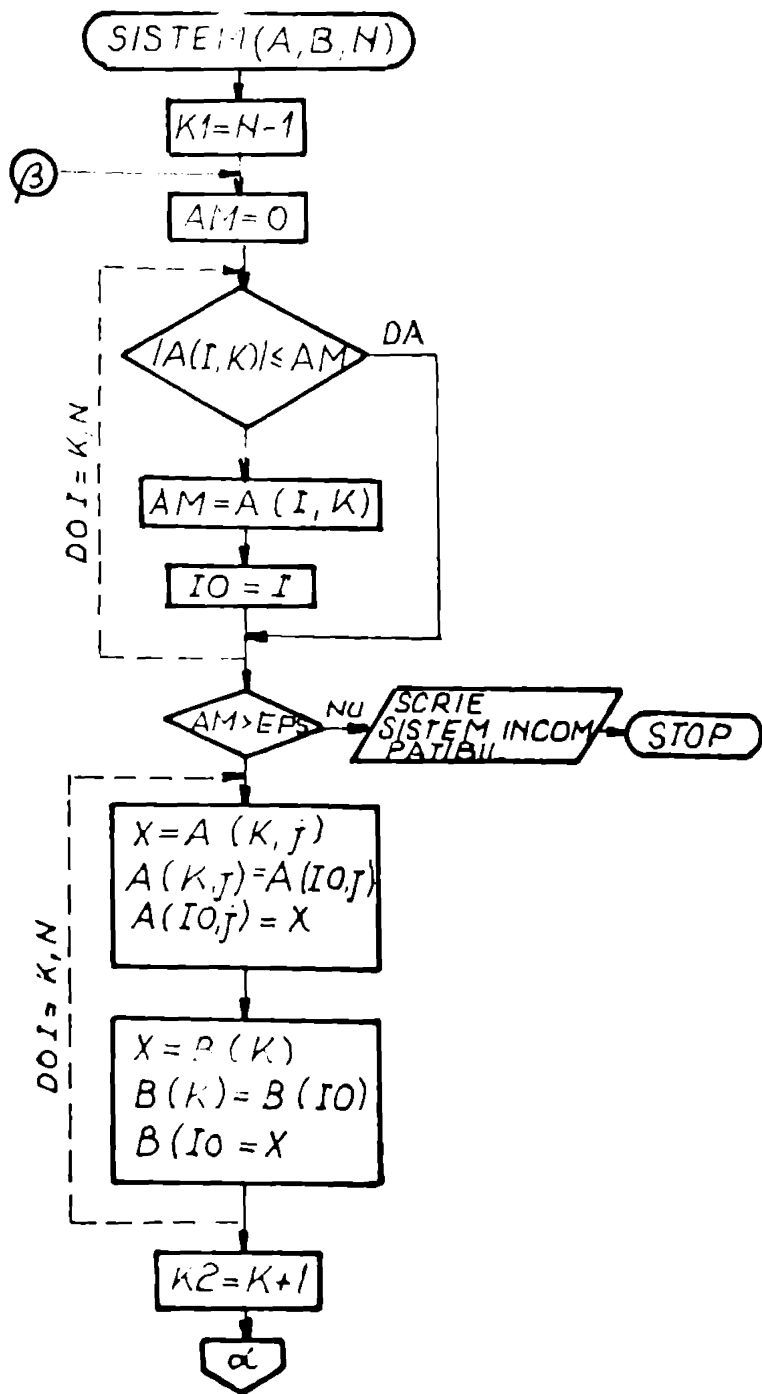 SISTEM(A,B,N)
K1=N-1
β
AM=0
|A(I,K)|≤AM
DA
DO I=K,N
AM=A(I,K)
IO=I
AM>EPS
NU
SCRIE
SISTEM INCOM
PATIBIL
STOP
X=A(K,j)
A(K,j)=A(IO,j)
A(IO,j)=X
DO I=K,N
X=B(K)
B(K)=B(IO)
B(IO=X
K2=K+1
α